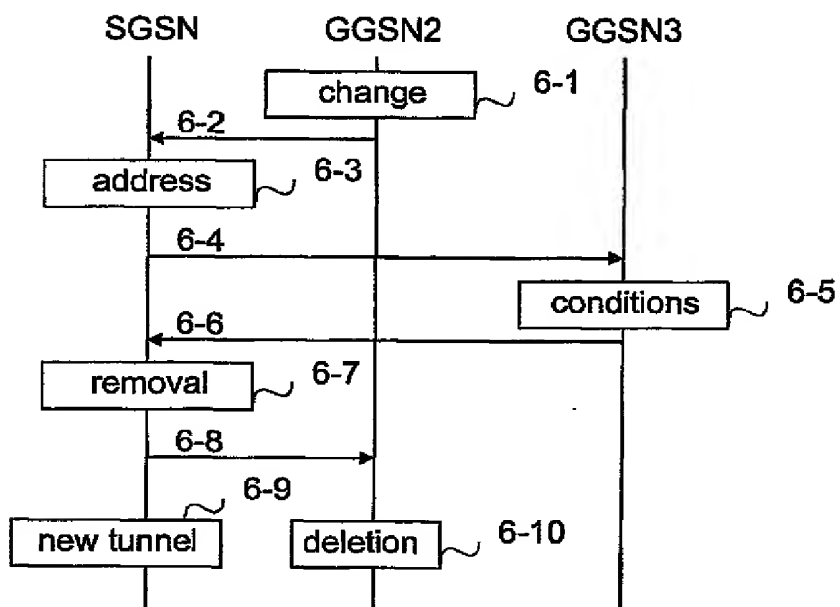 SGSN GGSN2 GGSN3
change 6-1
6-2
address 6-3
6-4
conditions 6-5
6-6
removal 6-7
6-8
6-9
new tunnel deletion 6-10